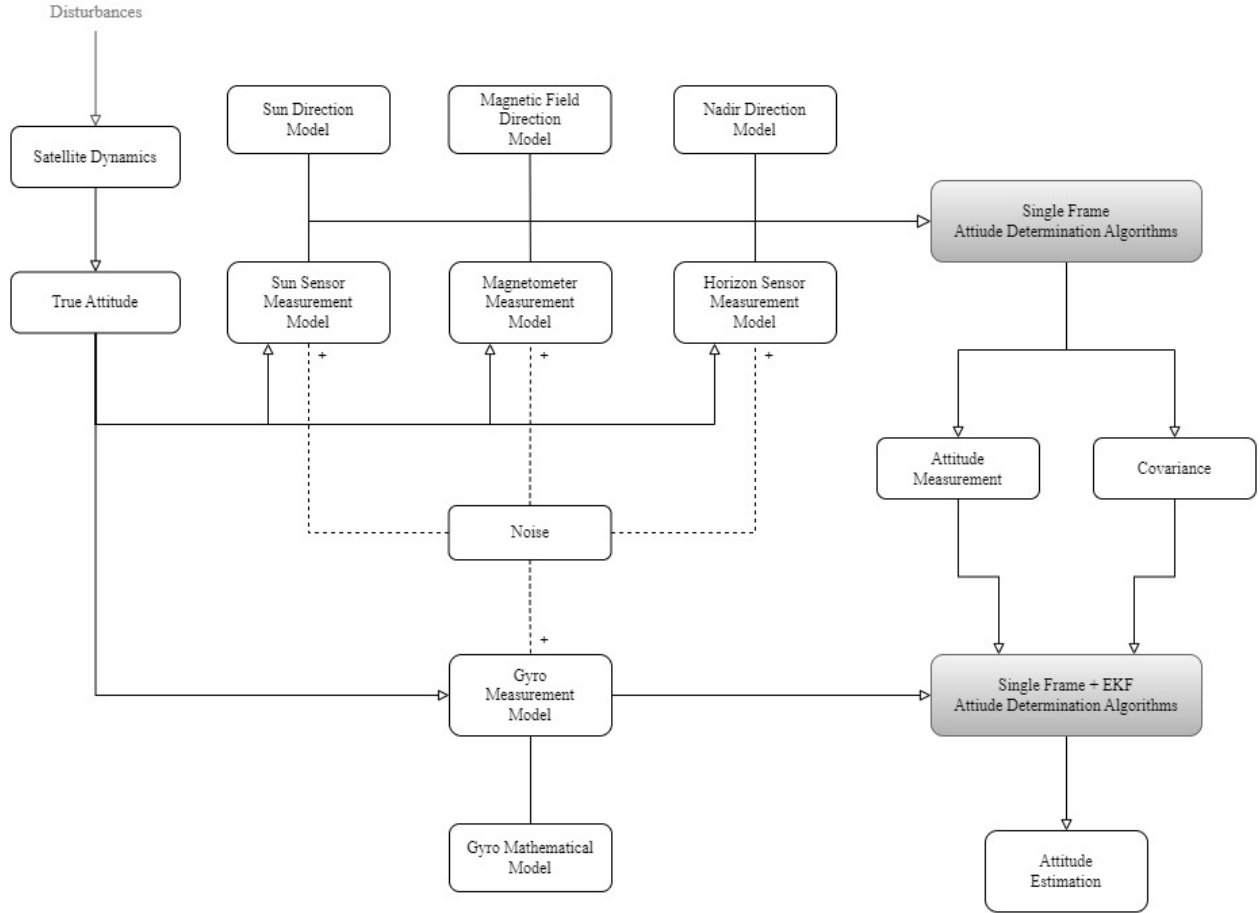 Disturbances
Sun Direction
Model
Magnetic Field
Direction
Model
Nadir Direction
Model
Satellite Dynamics
Single Frame
Attiude Determination Algorithms
True Attitude
Sun Sensor
Measurement
Model
Magnetometer
Measurement
Model
Horizon Sensor
Measurement
Model
+
+
+
Attitude
Measurement
Covariance
Noise
+
Gyro
Measurement
Model
Single Frame + EKF
Attiude Determination Algorithms
Gyro Mathematical
Model
Attitude
Estimation